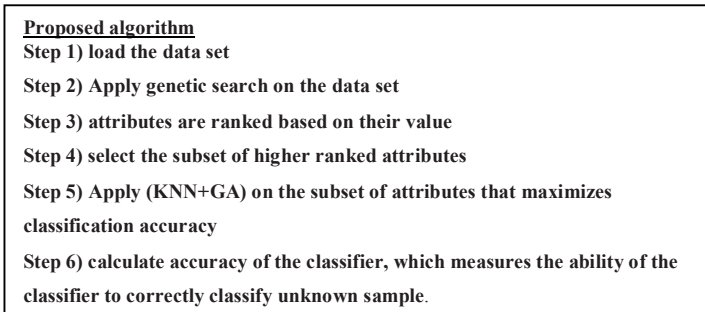 Proposed algorithm
Step 1) load the data set
Step 2) Apply genetic search on the data set
Step 3) attributes are ranked based on their value
Step 4) select the subset of higher ranked attributes
Step 5) Apply (KNN+GA) on the subset of attributes that maximizes
classification accuracy
Step 6) calculate accuracy of the classifier, which measures the ability of the
classifier to correctly classify unknown sample.